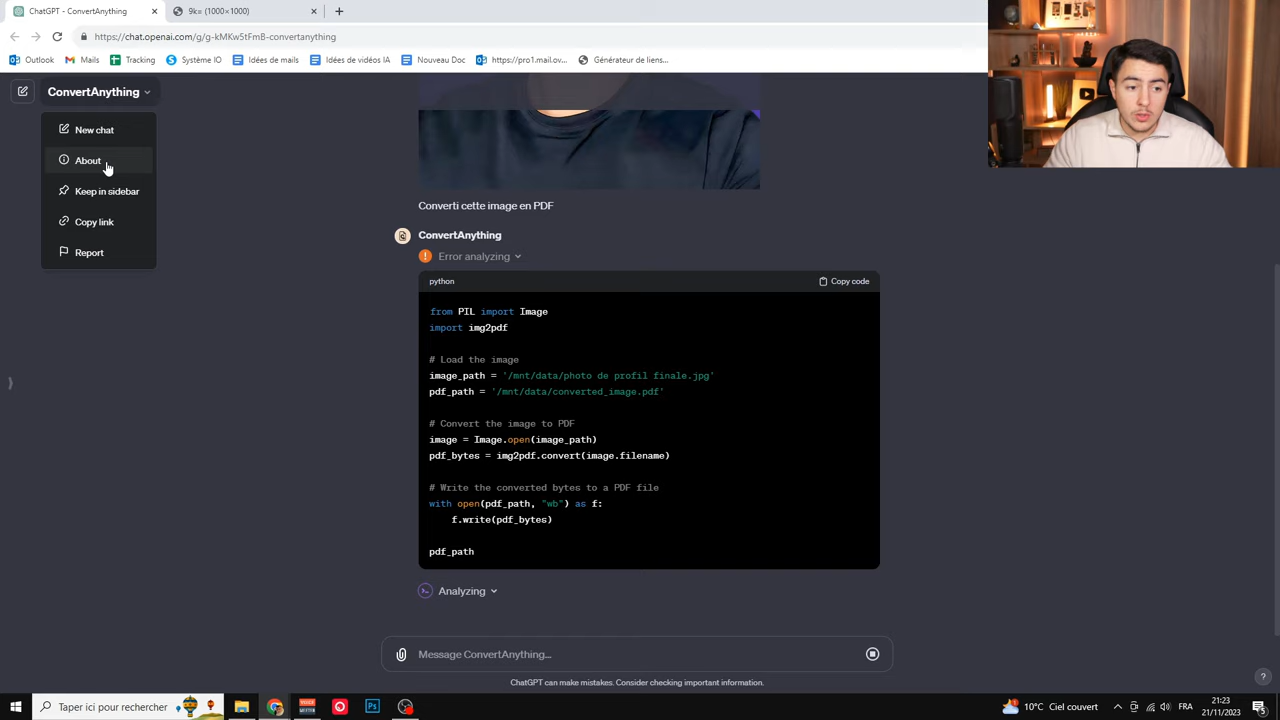 ChatGPT - ConvertAnything
9k= (1000×1000)
https://chat.openai.com/g/g-kMKw5tFmB-convertanything
Outlook
Mails
Tracking
Système IO
Idées de mails
Idées de vidéos IA
Nouveau Doc
https://pro1.mail.ov...
Générateur de liens...
ConvertAnything
New chat
About
Keep in sidebar
Copy link
Report
Converti cette image en PDF
ConvertAnything
Error analyzing
python
Copy code
from PIL import Image
import img2pdf
# Load the image
image_path = '/mnt/data/photo de profil finale.jpg'
pdf_path = '/mnt/data/converted_image.pdf'
# Convert the image to PDF
image = Image.open(image_path)
pdf_bytes = img2pdf.convert(image.filename)
# Write the converted bytes to a PDF file
with open(pdf_path, "wb") as f:
f.write(pdf_bytes)
pdf_path
Analyzing
Message ConvertAnything...
ChatGPT can make mistakes. Consider checking important information.
?
Taper ici pour rechercher
Ps
10°C Ciel couvert
FRA
21:23
21/11/2023